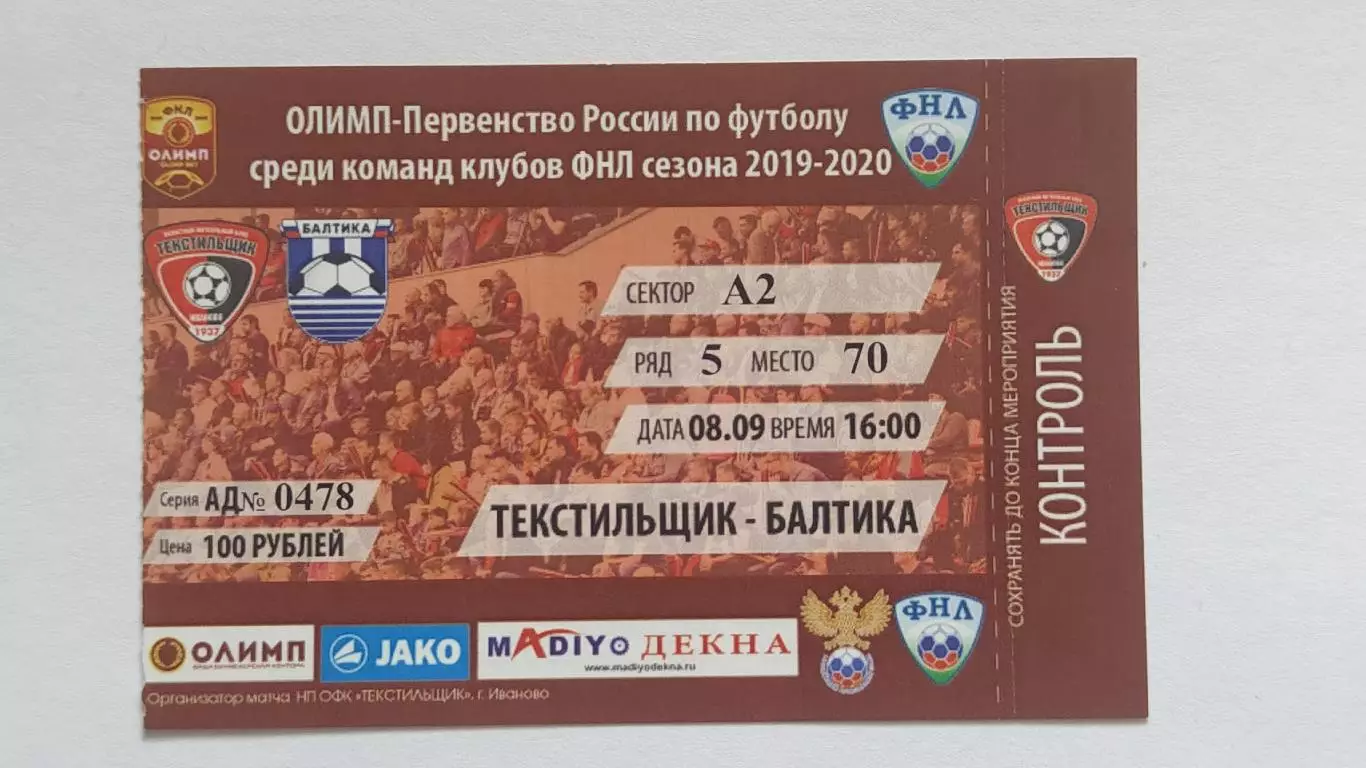 ОЛИМП-Первенство России по футболу
среди команд клубов ФНЛ сезона 2019-2020
ФНЛ
ОЛИМП
ФНЛ
ТЕКСТИЛЬЩИК
1937
БАЛТИКА
СЕКТОР А2
РЯД 5 МЕСТО 70
ДАТА 08.09 ВРЕМЯ 16:00
Серия АД№ 0478
Цена 100 РУБЛЕЙ
ТЕКСТИЛЬЩИК - БАЛТИКА
ОЛИМП
JAKO
MADIYO ДЕКНА
www.madiyodekna.ru
ФНЛ
Организатор матча НП ОФК «ТЕКСТИЛЬЩИК», г. Иваново
ТЕКСТИЛЬЩИК
1937
СОХРАНЯТЬ ДО КОНЦА МЕРОПРИЯТИЯ
КОНТРОЛЬ